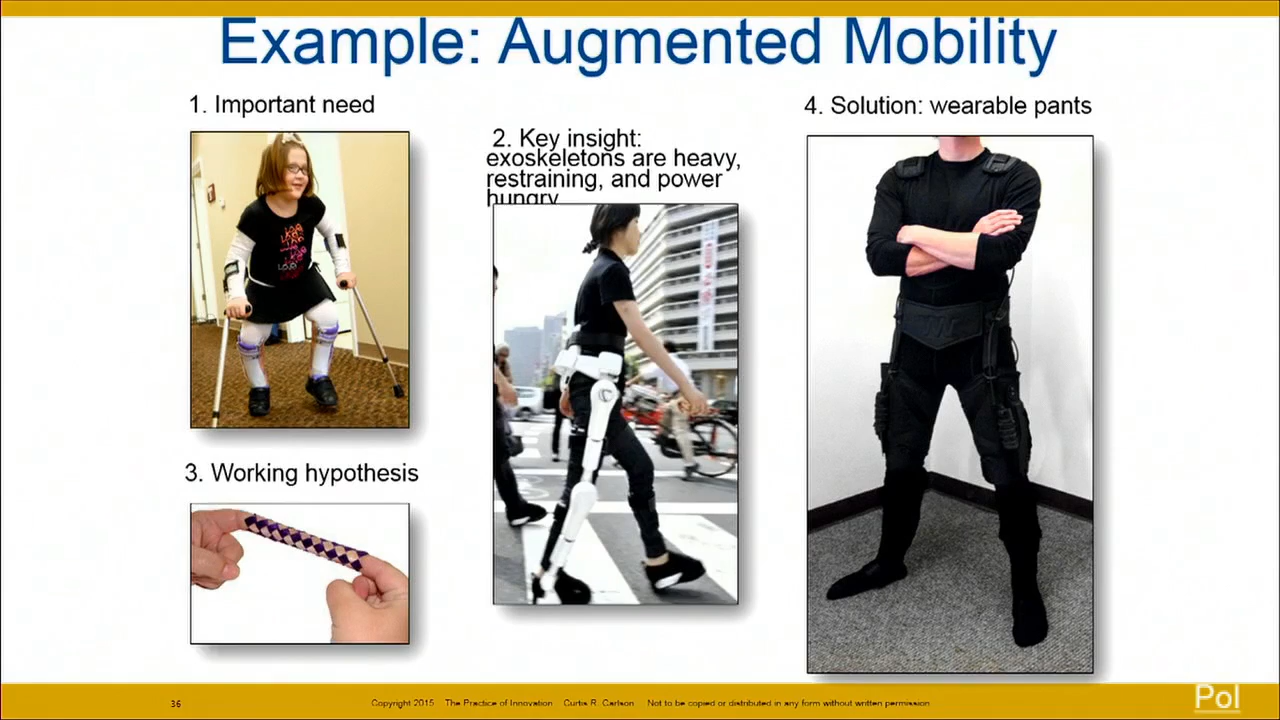 Example: Augmented Mobility
1. Important need
2. Key insight:
exoskeletons are heavy,
restraining, and power
hungry
3. Working hypothesis
4. Solution: wearable pants
36
Copyright 2015 The Practice of Innovation Curtis R. Carlson Not to be copied or distributed in any form without written permission
Pol